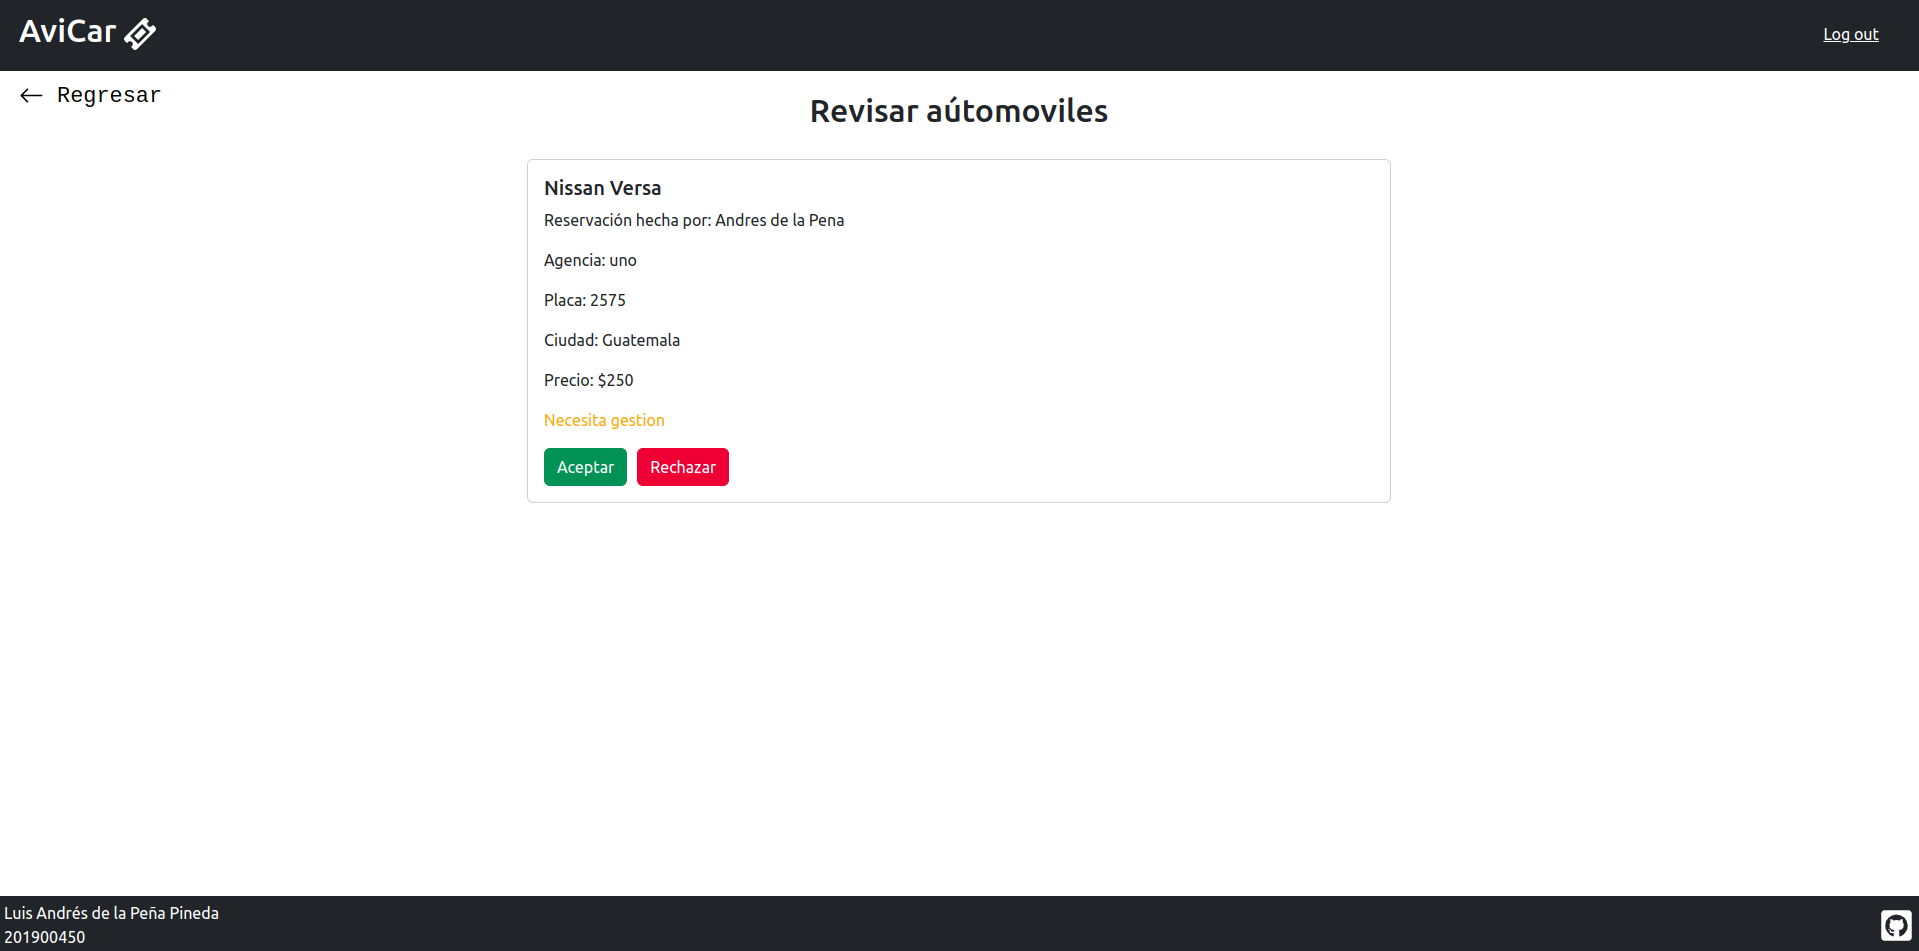 AviCar
Log out
Regresar
Revisar aútomoviles
Nissan Versa
Reservación hecha por: Andres de la Pena
Agencia: uno
Placa: 2575
Ciudad: Guatemala
Precio: $250
Necesita gestion
Aceptar
Rechazar
Luis Andrés de la Peña Pineda
201900450